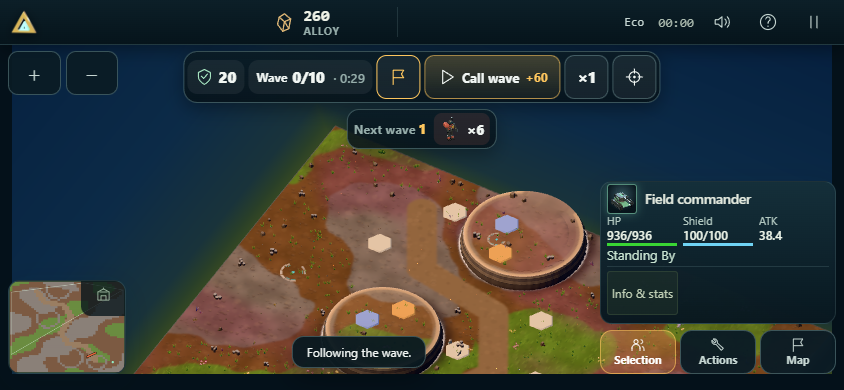 260
ALLOY
Eco 00:00
+
−
20
Wave 0/10 · 0:29
Call wave +60
×1
Next wave 1 ×6
Field commander
HP Shield ATK
936/936 100/100 38.4
Standing By
Info & stats
Following the wave.
Selection
Actions
Map